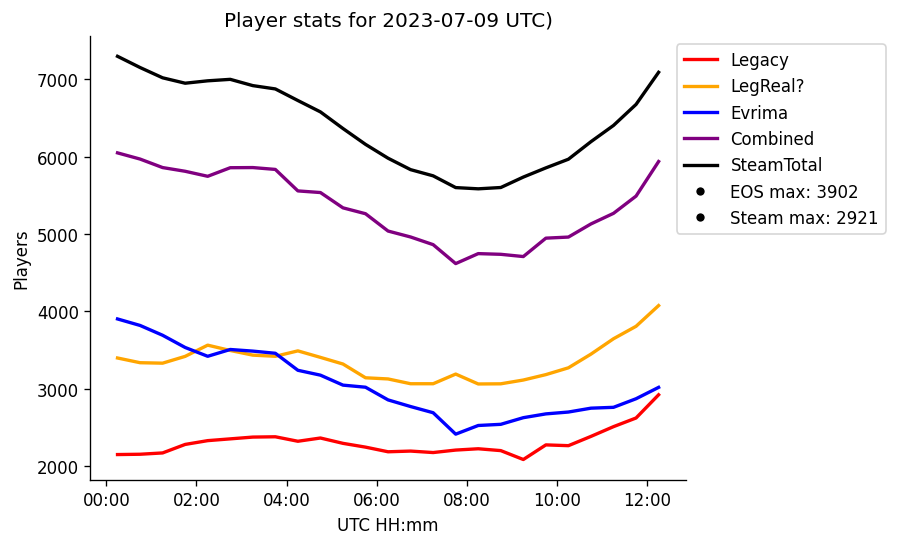 Player stats for 2023-07-09 UTC)
Legacy
LegReal?
Evrima
Combined
SteamTotal
EOS max: 3902
Steam max: 2921
Players
7000
6000
5000
4000
3000
2000
00:00 02:00 04:00 06:00 08:00 10:00 12:00
UTC HH:mm